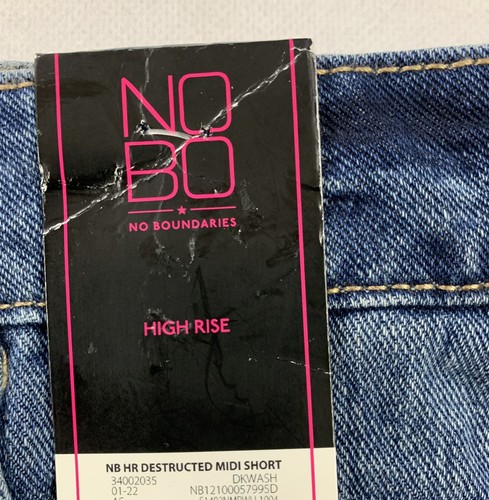 NO
BO
NO BOUNDARIES
HIGH RISE
NB HR DESTRUCTED MIDI SHORT
34002035 DKWASH
01-22 NB12100057995D